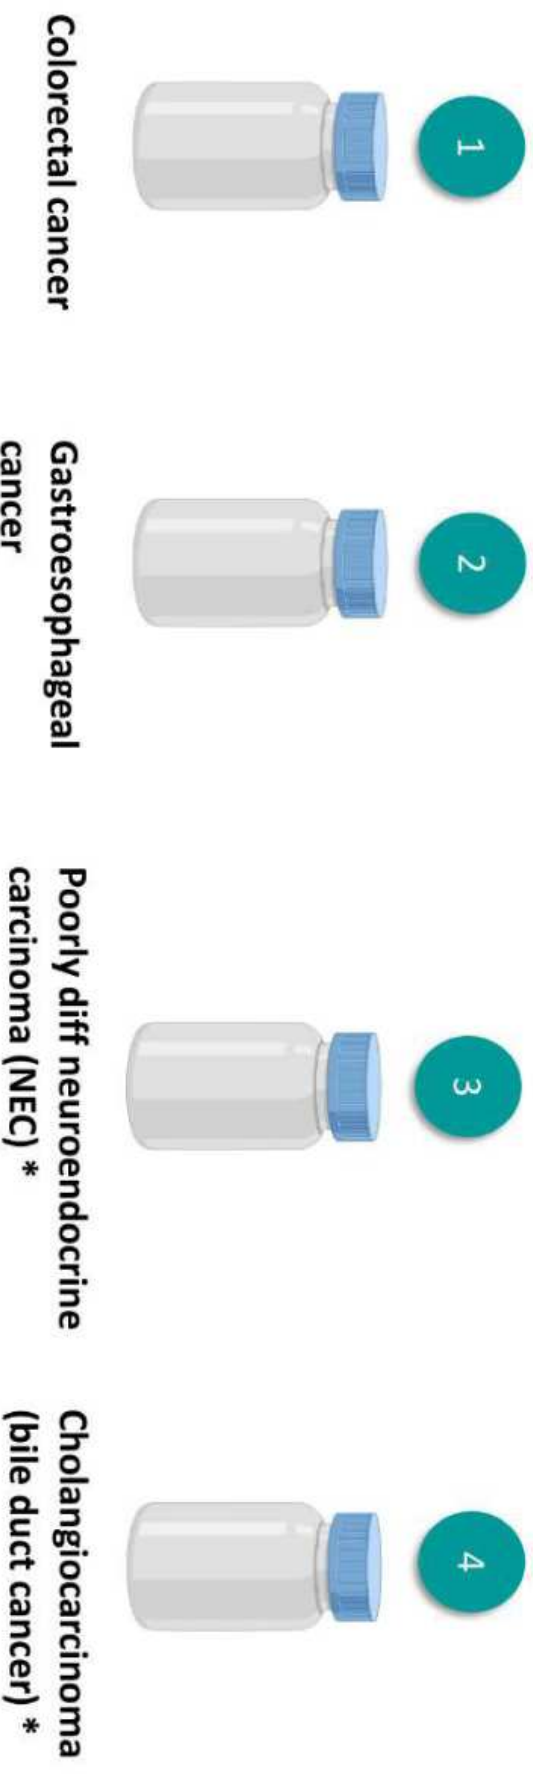 1
2
3
4
Colorectal cancer
Gastroesophageal
cancer
Poorly diff neuroendocrine
carcinoma (NEC) *
Cholangiocarcinoma
(bile duct cancer) *